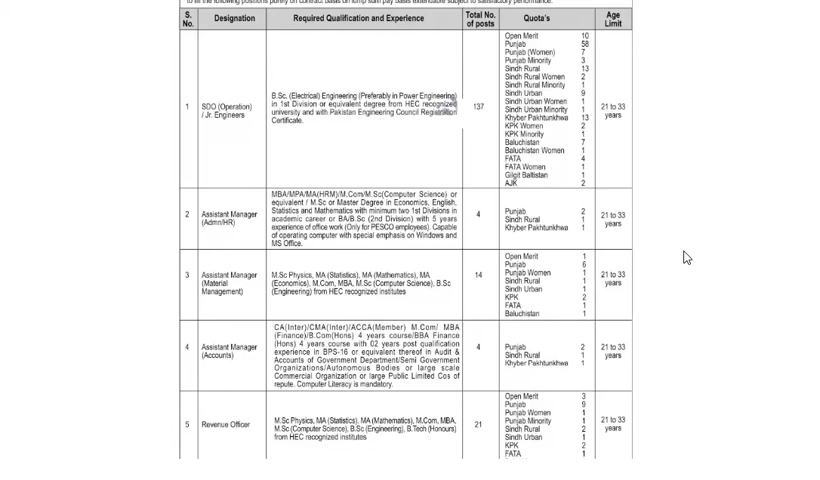 to fill the following positions purely on contract basis on lump sum pay basis extendable subject to satisfactory performance.
S. No. Designation Required Qualification and Experience Total No. of posts Quota's Age Limit
1
SDO (Operation)
/ Jr. Engineers
B.Sc. (Electrical) Engineering (Preferably in Power Engineering)
in 1st Division or equivalent degree from HEC recognized
university and with Pakistan Engineering Council Registration
Certificate.
137
Open Merit 10
Punjab 58
Punjab (Women) 7
Punjab Minority 3
Sindh Rural 13
Sindh Rural Women 2
Sindh Rural Minority 1
Sindh Urban 9
Sindh Urban Women 1
Sindh Urban Minority 1
Khyber Pakhtunkhwa 13
KPK Women 2
KPK Minority 1
Baluchistan 7
Baluchistan Women 1
FATA 4
FATA Women 1
Gilgit Baltistan 1
AJK 2
21 to 33
years
2
Assistant Manager
(Admn/HR)
MBA/MPA/MA(HRM)/M.Com/M.Sc(Computer Science) or
equivalent / M.Sc or Master Degree in Economics, English,
Statistics and Mathematics with minimum two 1st Divisions in
academic career or BA/B.Sc (2nd Division) with 5 years
experience of office work (Only for PESCO employees). Capable
of operating computer with special emphasis on Windows and
MS Office.
4
Punjab 2
Sindh Rural 1
Khyber Pakhtunkhwa 1
21 to 33
years
3
Assistant Manager
(Material
Management)
M.Sc Physics, MA (Statistics), MA (Mathematics), MA
(Economics), M.Com, MBA, M.Sc (Computer Science), B.Sc
(Engineering) from HEC recognized institutes
14
Open Merit 1
Punjab 6
Punjab Women 1
Sindh Rural 1
Sindh Urban 1
KPK 2
FATA 1
Baluchistan 1
21 to 33
years
4
Assistant Manager
(Accounts)
CA(Inter)/CMA(Inter)/ACCA(Member) M.Com/ MBA
(Finance)/B.Com(Hons) 4 years course/BBA Finance
(Hons) 4 years course with 02 years post qualification
experience in BPS-16 or equivalent thereof in Audit &
Accounts of Government Department/Semi Government
Organizations/Autonomous Bodies or large scale
Commercial Organization or large Public Limited Cos of
repute. Computer Literacy is mandatory.
4
Punjab 2
Sindh Rural 1
Khyber Pakhtunkhwa 1
21 to 33
years
5
Revenue Officer
M.Sc Physics, MA (Statistics), MA (Mathematics), M.Com, MBA,
M.Sc (Computer Science), B.Sc (Engineering), B.Tech (Honours)
from HEC recognized institutes
21
Open Merit 3
Punjab 9
Punjab Women 1
Punjab Minority 1
Sindh Rural 2
Sindh Urban 1
KPK 2
FATA 1
21 to 33
years